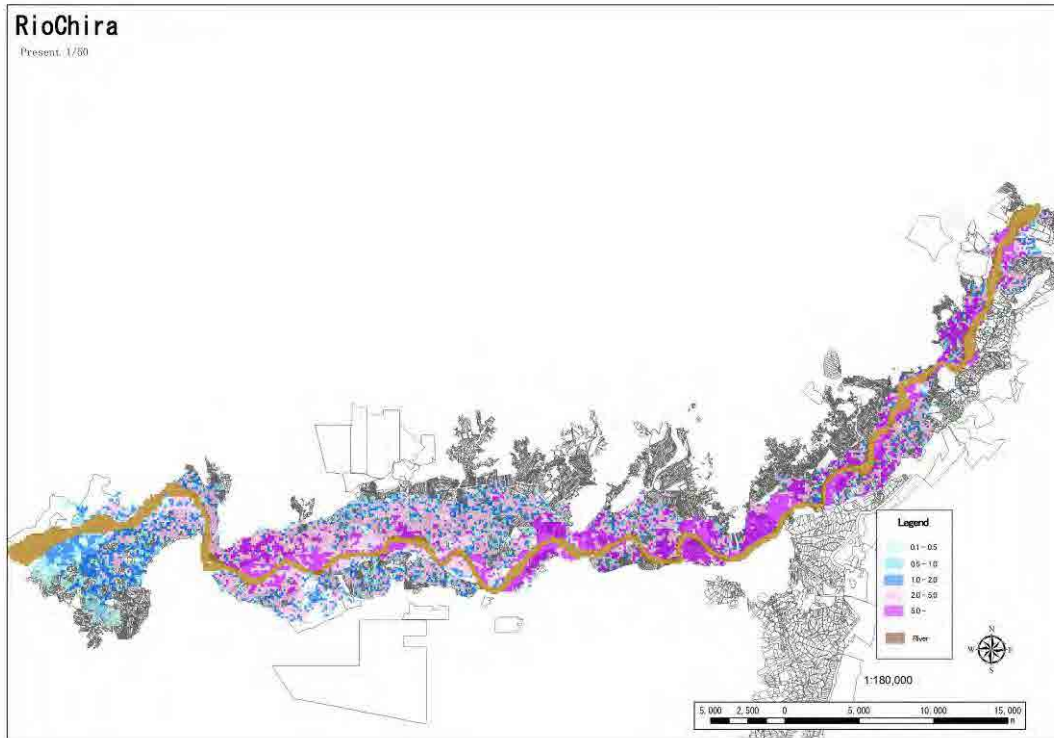 RioChira
Present 1/50
Legend
0.1 - 0.5
0.5 - 1.0
1.0 - 2.0
2.0 - 5.0
5.0 -
River
N
W E
S
1:180,000
5,000 2,500 0 5,000 10,000 15,000
m